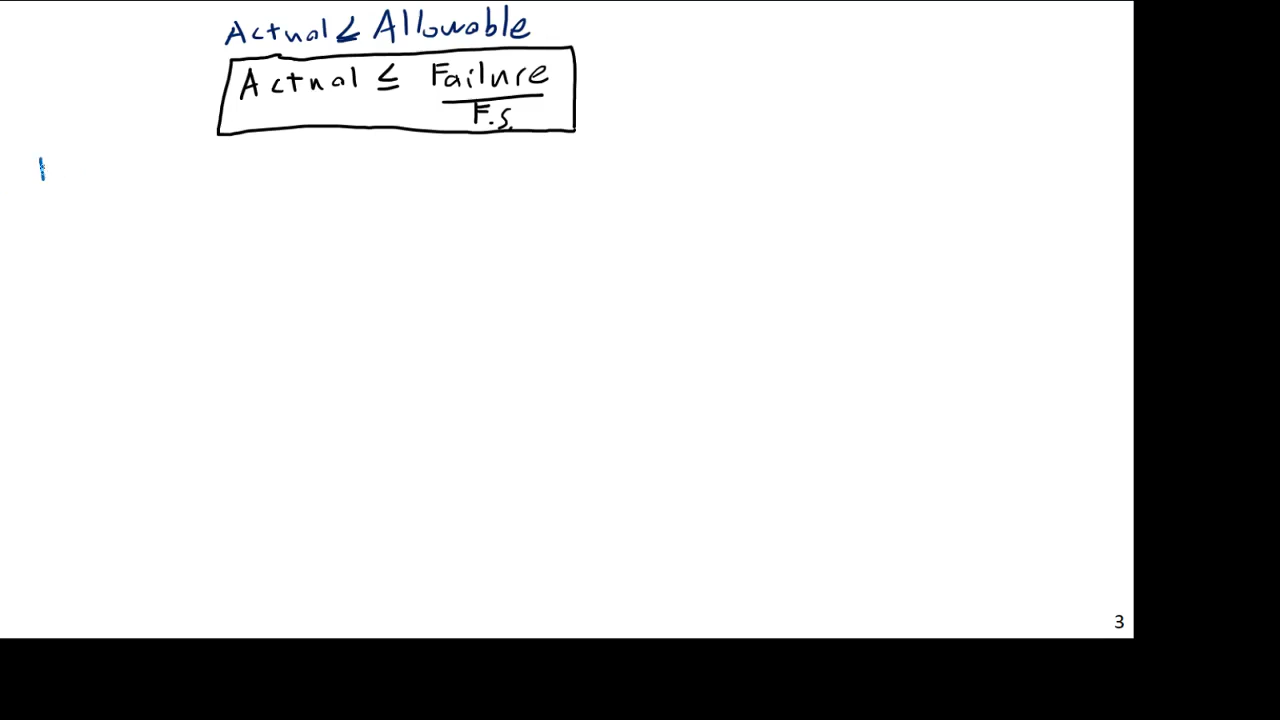 Actual ≤ Allowable
Actual ≤ Failure
F.S.
3